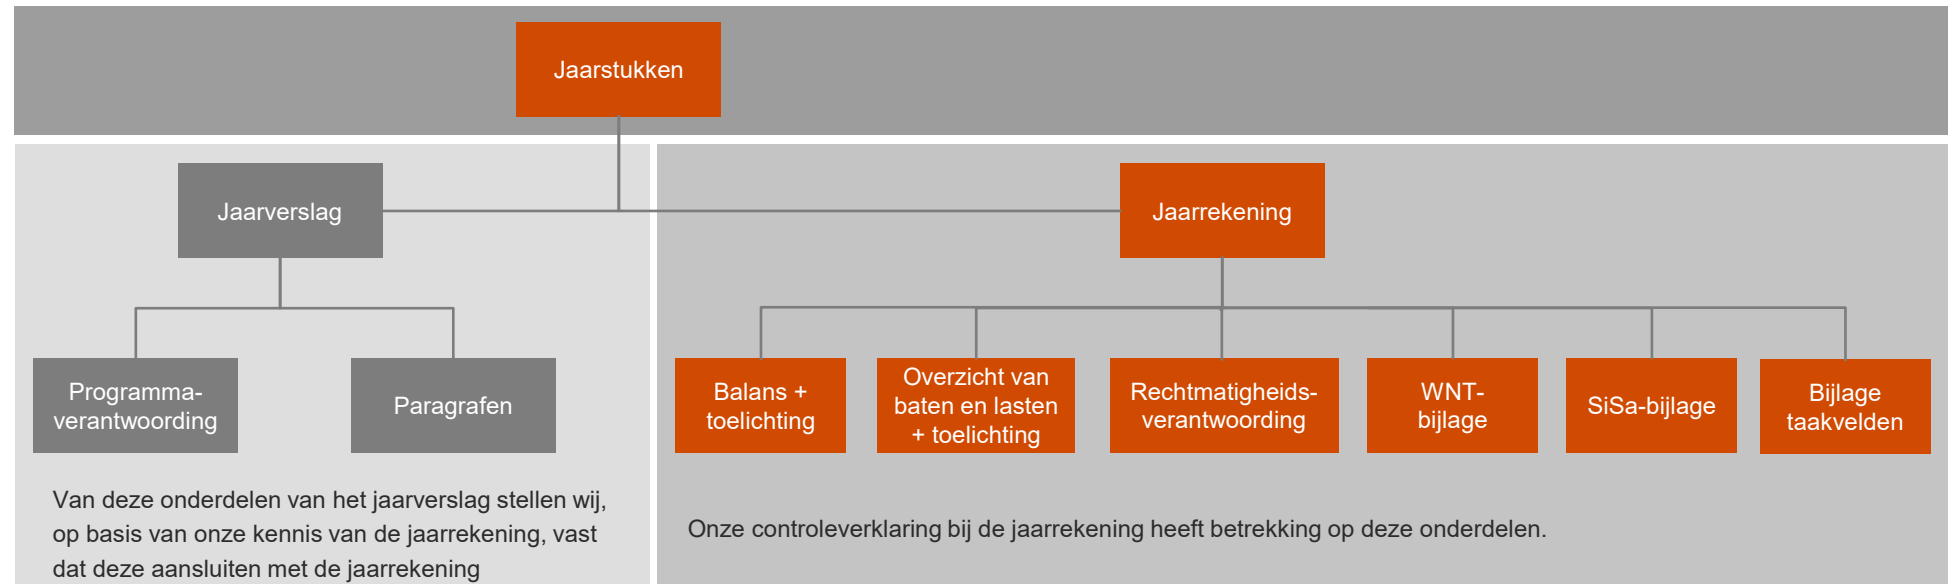 Jaarstukken
Jaarverslag
Jaarrekening
Programma-
verantwoording
Paragrafen
Balans +
toelichting
Overzicht van
baten en lasten
+ toelichting
Rechtmatigheids-
verantwoording
WNT-
bijlage
SiSa-bijlage
Bijlage
taakvelden
Van deze onderdelen van het jaarverslag stellen wij,
op basis van onze kennis van de jaarrekening, vast
dat deze aansluiten met de jaarrekening
Onze controleverklaring bij de jaarrekening heeft betrekking op deze onderdelen.